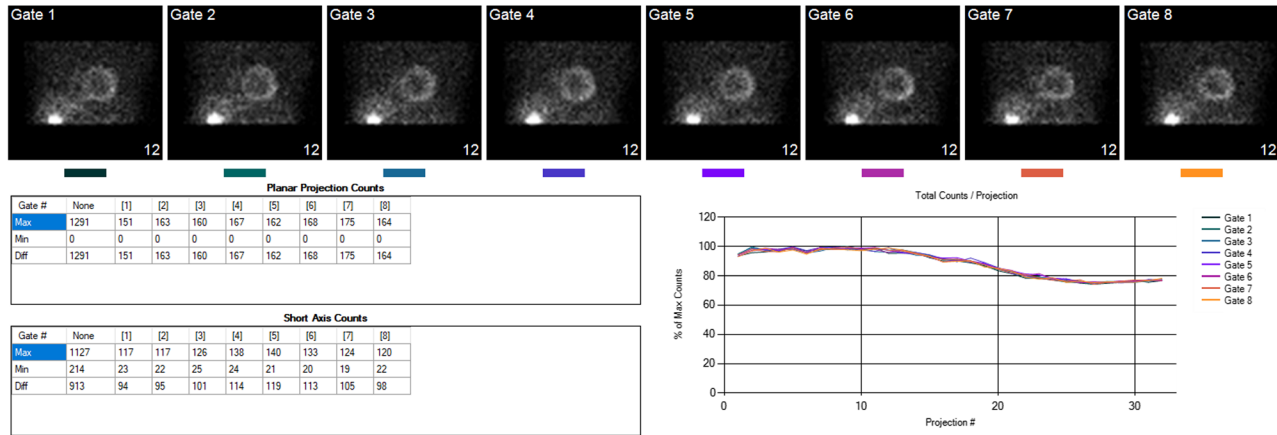 Gate 1 Gate 2 Gate 3 Gate 4 Gate 5 Gate 6 Gate 7 Gate 8
12 12 12 12 12 12 12 12
Planar Projection Counts
Gate # None [1] [2] [3] [4] [5] [6] [7] [8]
Max 1291 151 163 160 167 162 168 175 164
Min 0 0 0 0 0 0 0 0 0
Diff 1291 151 163 160 167 162 168 175 164
Short Axis Counts
Gate # None [1] [2] [3] [4] [5] [6] [7] [8]
Max 1127 117 117 126 138 140 133 124 120
Min 214 23 22 25 24 21 20 19 22
Diff 913 94 95 101 114 119 113 105 98
Total Counts / Projection
% of Max Counts
120
100
80
60
40
20
0
0 10 20 30
Projection #
Gate 1
Gate 2
Gate 3
Gate 4
Gate 5
Gate 6
Gate 7
Gate 8